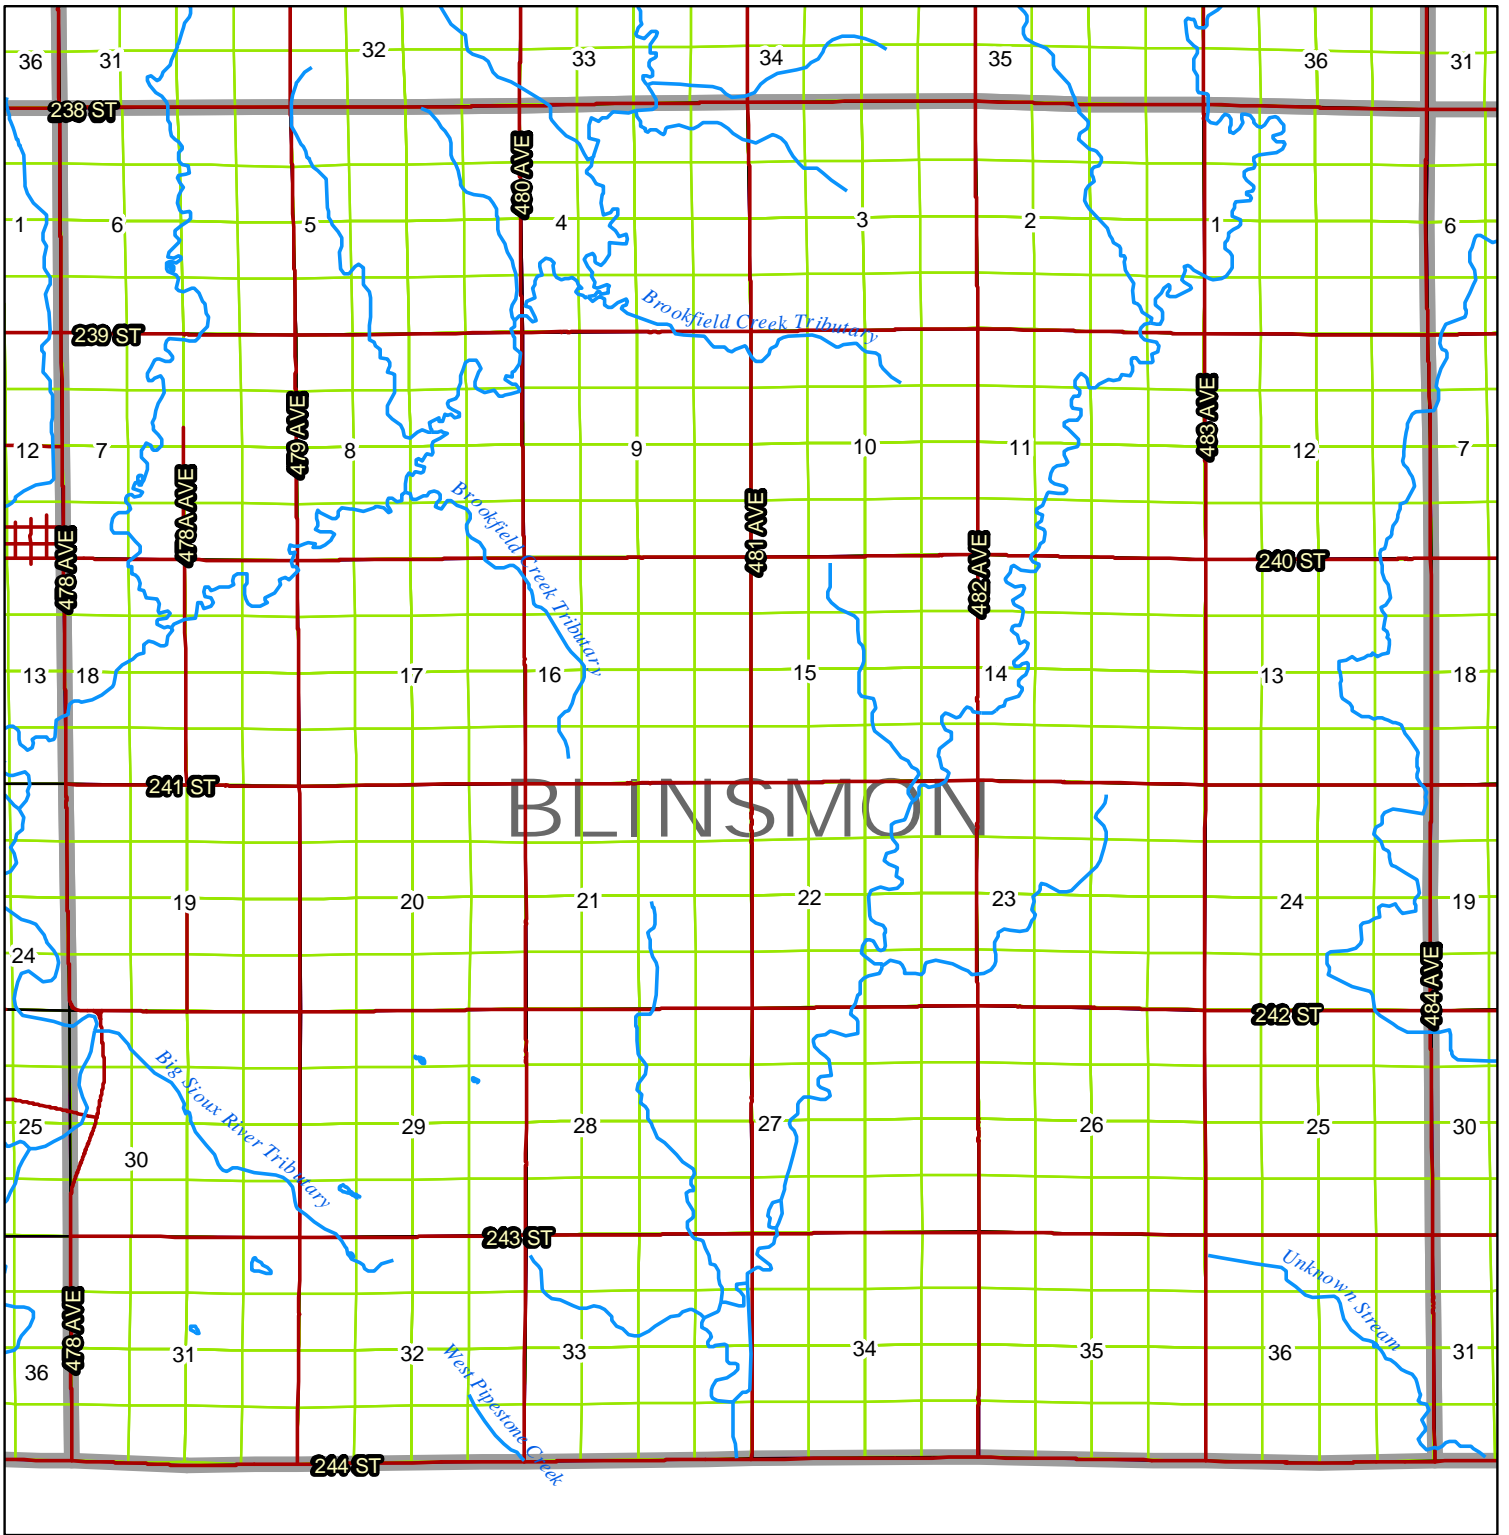 36 31 32 33 34 35 36 31
238 ST
480 AVE
1 6 5 4 3 2 1 6
Brookfield Creek Tributary
239 ST
479 AVE
483 AVE
12 7 8 9 10 11 12 7
478A AVE
Brookfield Creek Tributary
481 AVE
478 AVE
482 AVE
240 ST
13 18 17 16 15 14 13 18
241 ST
BLINSMON
19 20 21 22 23 24 19
24
484 AVE
242 ST
Big Sioux River Tributary
25 29 28 27 26 25 30
30
243 ST
Unknown Stream
478 AVE
31 32 33 34 35 36 31
36
West Pipestone Creek
244 ST